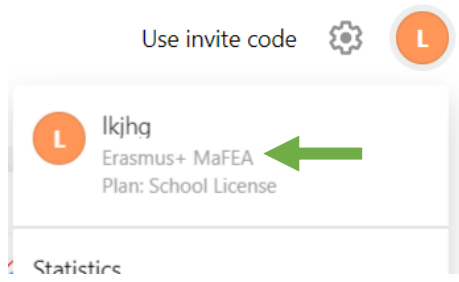 Use invite code
L
L
lkjhg
Erasmus+ MaFEA
Plan: School License
Statistics